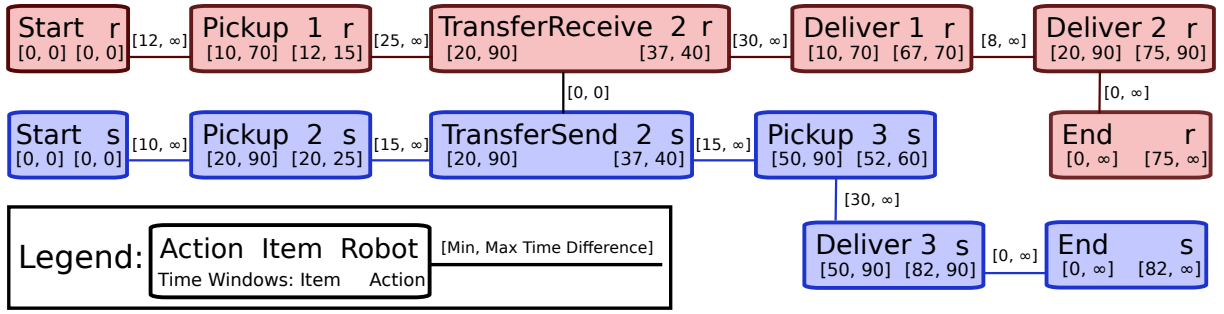 Start r
[0, 0] [0, 0]
[12, ∞]
Pickup 1 r
[10, 70] [12, 15]
[25, ∞]
TransferReceive 2 r
[20, 90] [37, 40]
[30, ∞]
Deliver 1 r
[10, 70] [67, 70]
[8, ∞]
Deliver 2 r
[20, 90] [75, 90]
[0, 0]
[0, ∞]
Start s
[0, 0] [0, 0]
[10, ∞]
Pickup 2 s
[20, 90] [20, 25]
[15, ∞]
TransferSend 2 s
[20, 90] [37, 40]
[15, ∞]
Pickup 3 s
[50, 90] [52, 60]
End r
[0, ∞] [75, ∞]
[30, ∞]
Deliver 3 s
[50, 90] [82, 90]
[0, ∞]
End s
[0, ∞] [82, ∞]
Legend:
Action Item Robot
Time Windows: Item Action
[Min, Max Time Difference]